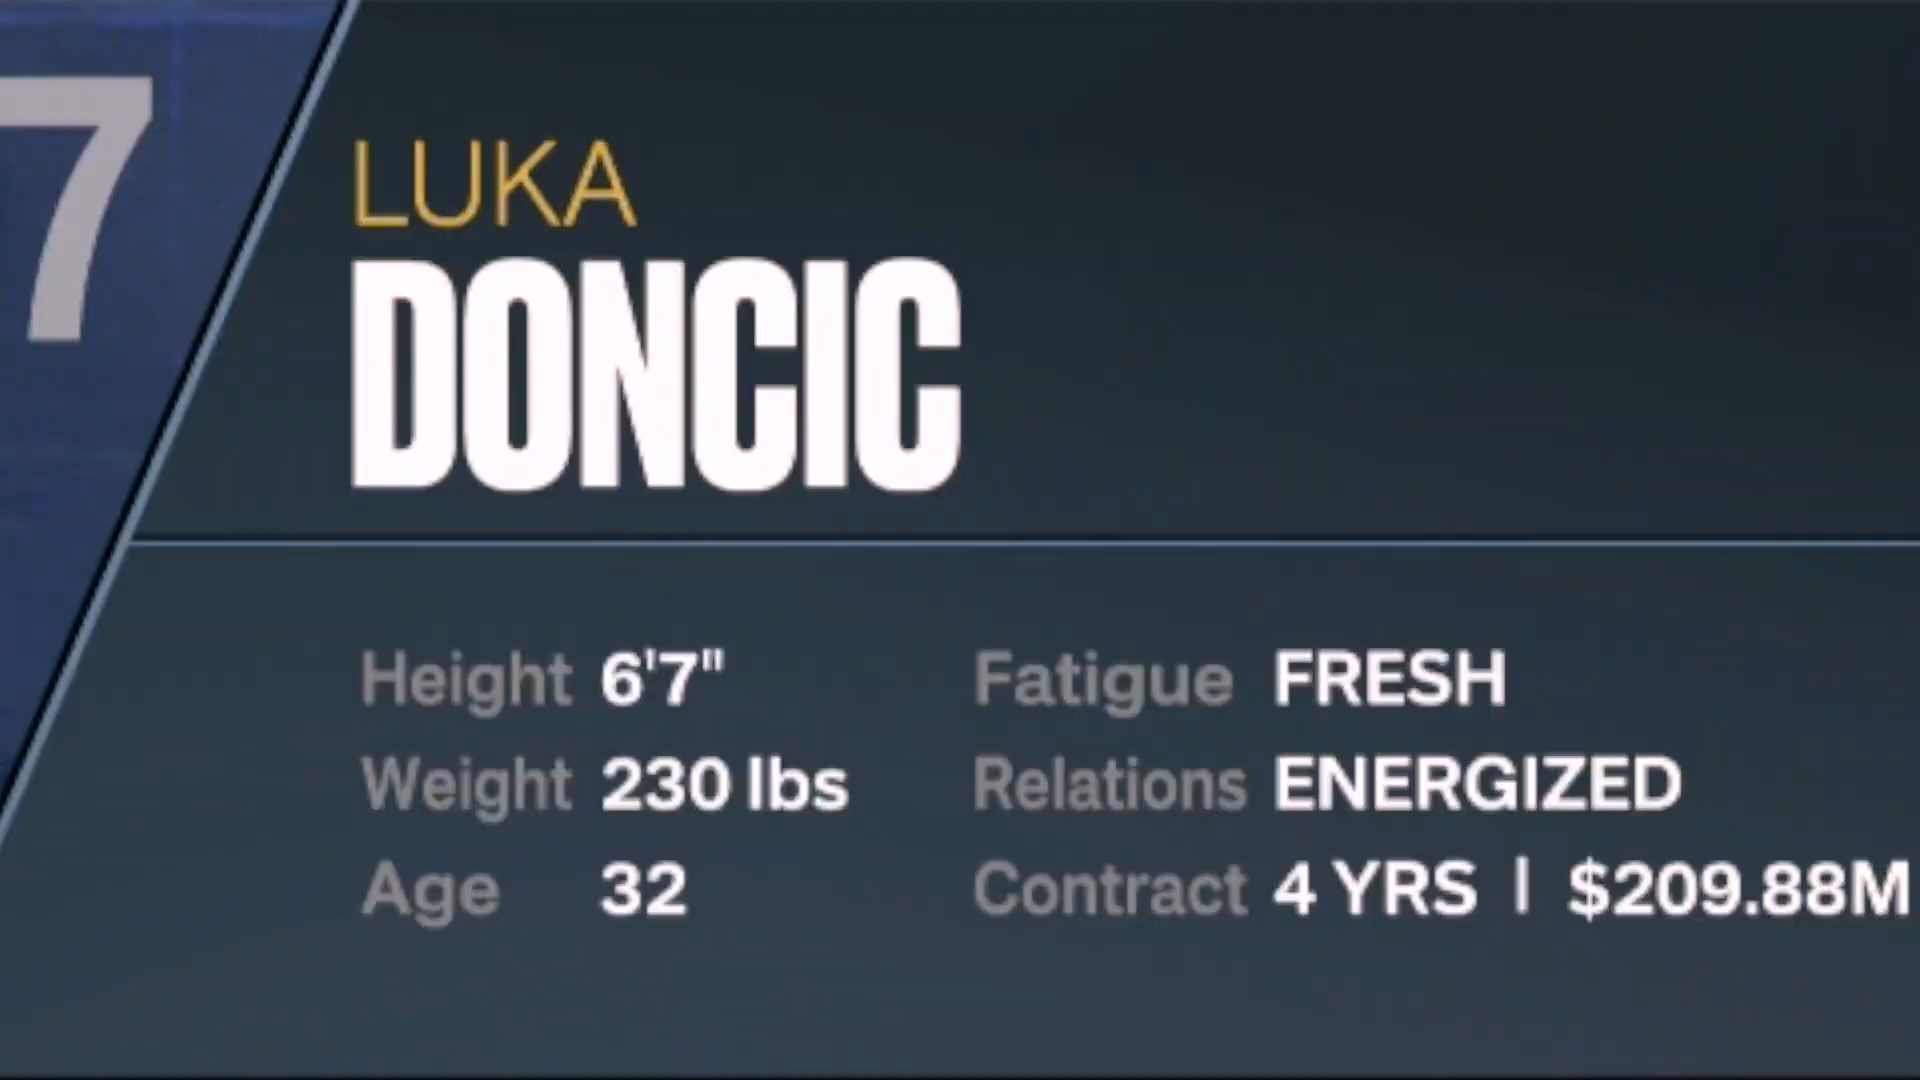 7
LUKA
DONCIC
Height 6'7" Fatigue FRESH
Weight 230 lbs Relations ENERGIZED
Age 32 Contract 4 YRS | $209.88M